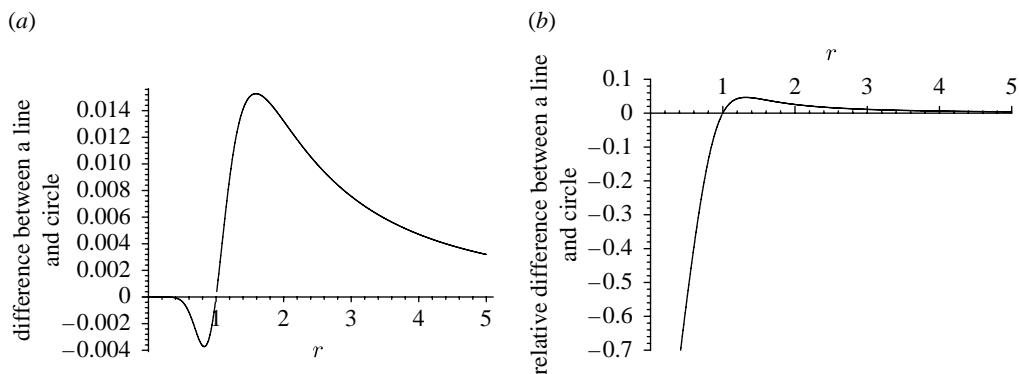 (a)
difference between a line
and circle
0.014
0.012
0.010
0.008
0.006
0.004
0.002
0
−0.002
−0.004
1 2 3 4 5
r
(b)
relative difference between a line
and circle
r
0.1
0
−0.1
−0.2
−0.3
−0.4
−0.5
−0.6
−0.7
1 2 3 4 5